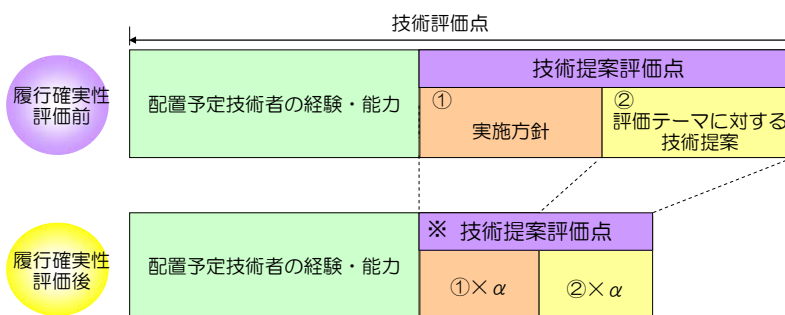 技術評価点
履行確実性
評価前
配置予定技術者の経験・能力
技術提案評価点
①
実施方針
②
評価テーマに対する
技術提案
履行確実性
評価後
配置予定技術者の経験・能力
※ 技術提案評価点
①×α
②×α